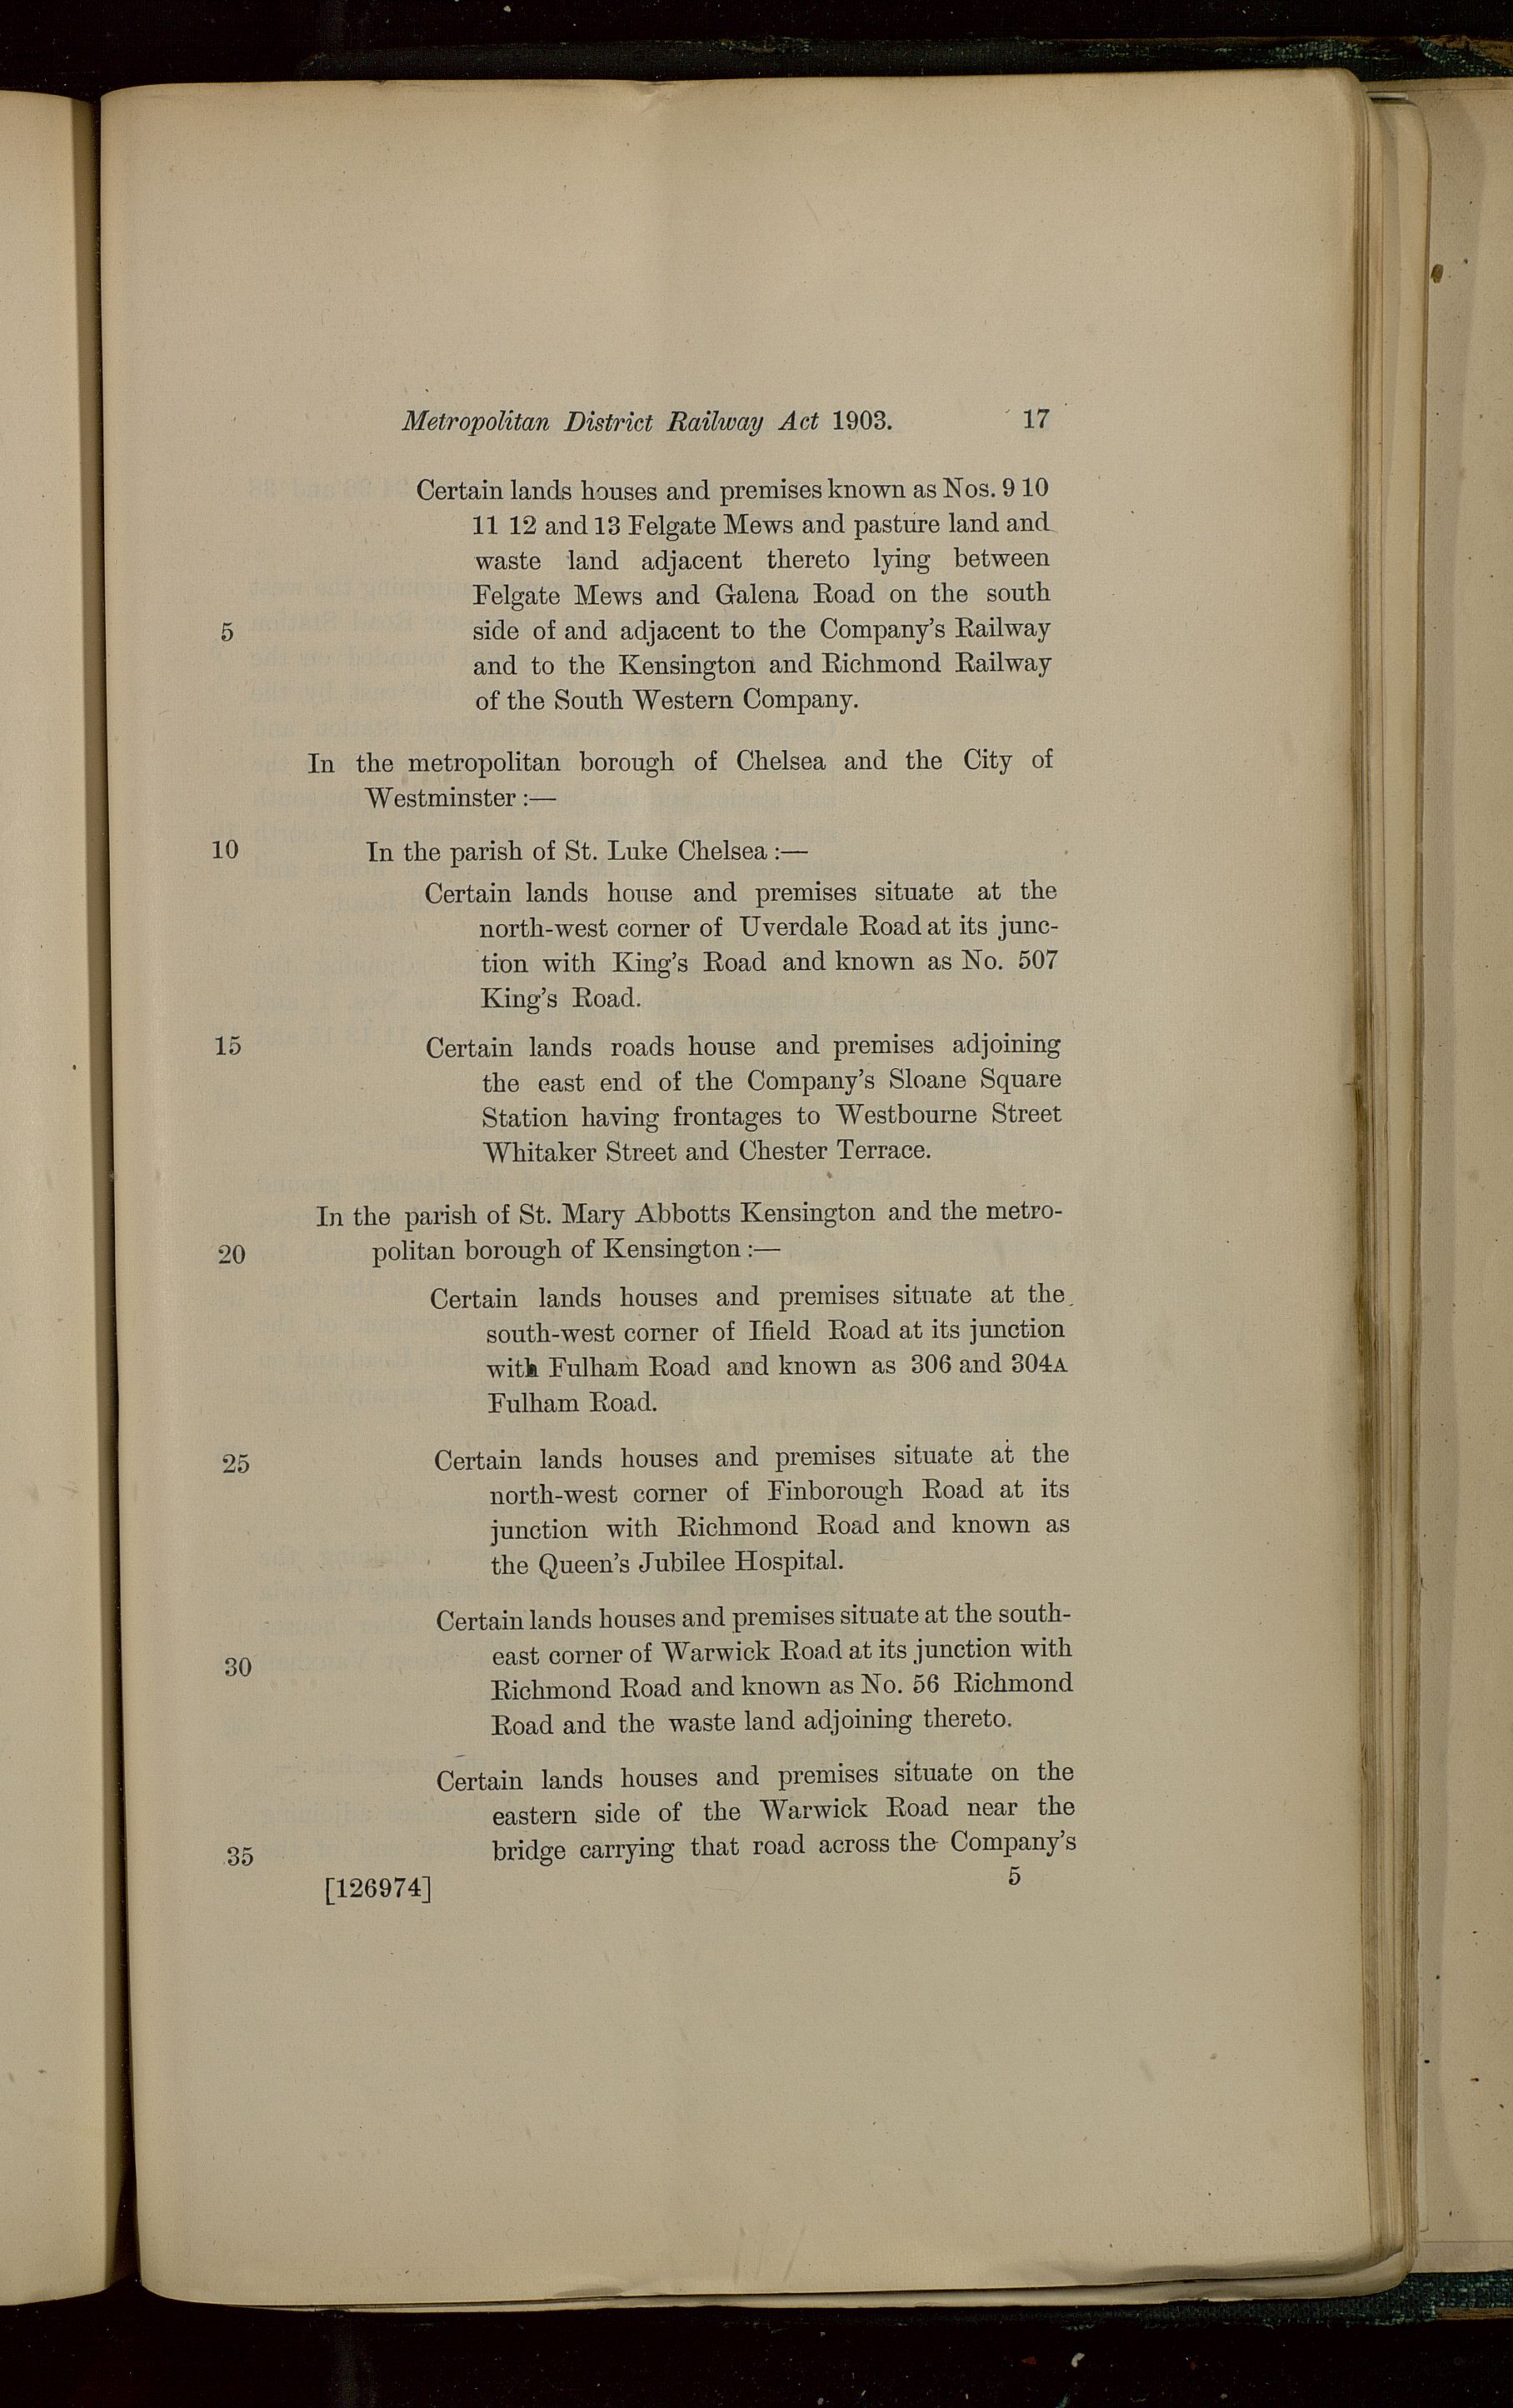 Metropolitan District Railway Act 1903. 17
Certain lands houses and premises known as Nos. 9 10
11 12 and 13 Felgate Mews and pasture land and
waste land adjacent thereto lying between
Felgate Mews and Galena Road on the south
5 side of and adjacent to the Company's Railway
and to the Kensington and Richmond Railway
of the South Western Company.
In the metropolitan borough of Chelsea and the City of
Westminster :—
10 In the parish of St. Luke Chelsea :—
Certain lands house and premises situate at the
north-west corner of Uverdale Road at its junc-
tion with King's Road and known as No. 507
King's Road.
15 Certain lands roads house and premises adjoining
the east end of the Company's Sloane Square
Station having frontages to Westbourne Street
Whitaker Street and Chester Terrace.
In the parish of St. Mary Abbotts Kensington and the metro-
20 politan borough of Kensington :—
Certain lands houses and premises situate at the
south-west corner of Ifield Road at its junction
with Fulham Road and known as 306 and 304A
Fulham Road.
25 Certain lands houses and premises situate at the
north-west corner of Finborough Road at its
junction with Richmond Road and known as
the Queen's Jubilee Hospital.
Certain lands houses and premises situate at the south-
30 east corner of Warwick Road at its junction with
Richmond Road and known as No. 56 Richmond
Road and the waste land adjoining thereto.
Certain lands houses and premises situate on the
eastern side of the Warwick Road near the
35 bridge carrying that road across the Company's
[126974] 5